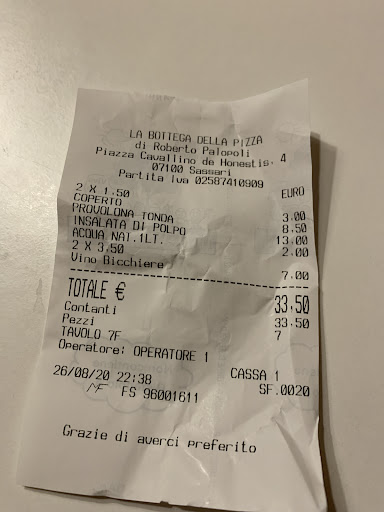 LA BOTTEGA DELLA PIZZA
di Roberto Palopoli
Piazza Cavallino de Honestis, 4
07100 Sassari
Partita Iva 02587410909
EURO
2 X 1,50
COPERTO 3,00
PROVOLONA TONDA 8,50
INSALATA DI POLPO 13,00
ACQUA NAT.1LT. 2,00
2 X 3,50
Vino Bicchiere 7,00
TOTALE € 33,50
Contanti 33,50
Pezzi 7
TAVOLO 7F
Operatore: OPERATORE 1
CASSA 1
26/08/20 22:38 SF.0020
MF FS 96001611
Grazie di averci preferito